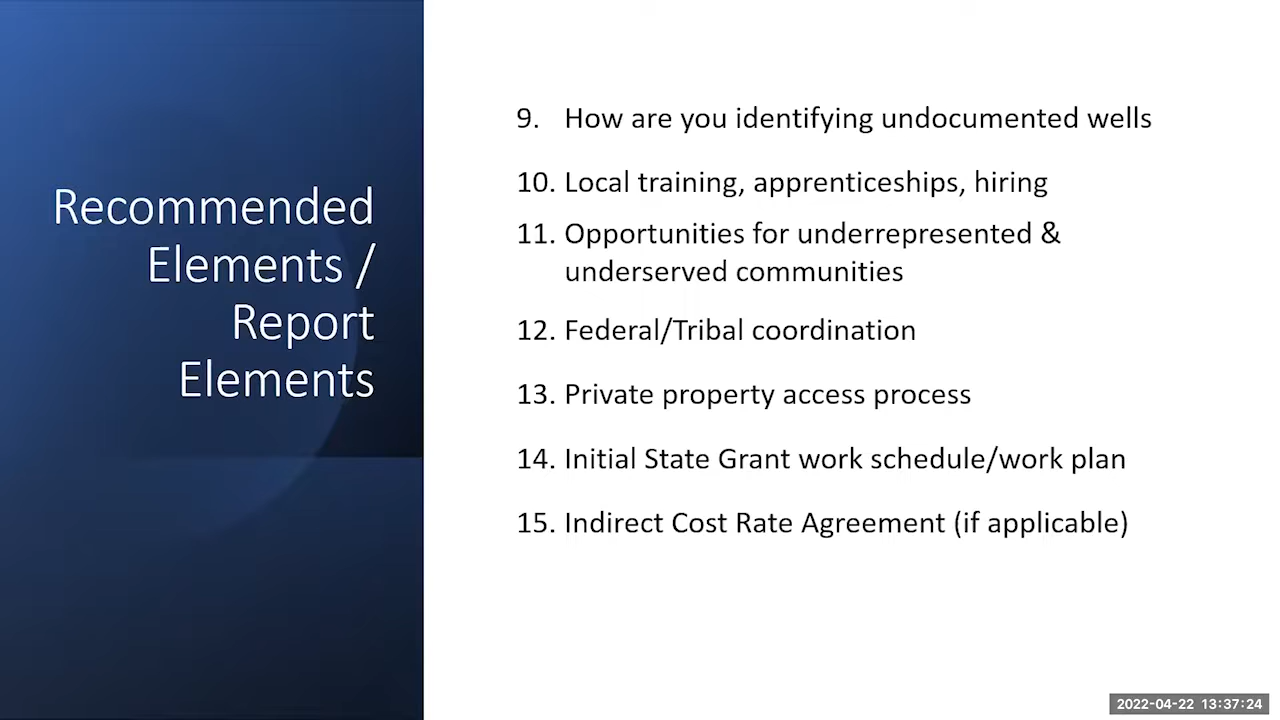 Recommended
Elements /
Report
Elements
9. How are you identifying undocumented wells
10. Local training, apprenticeships, hiring
11. Opportunities for underrepresented &
underserved communities
12. Federal/Tribal coordination
13. Private property access process
14. Initial State Grant work schedule/work plan
15. Indirect Cost Rate Agreement (if applicable)
2022-04-22 13:37:24